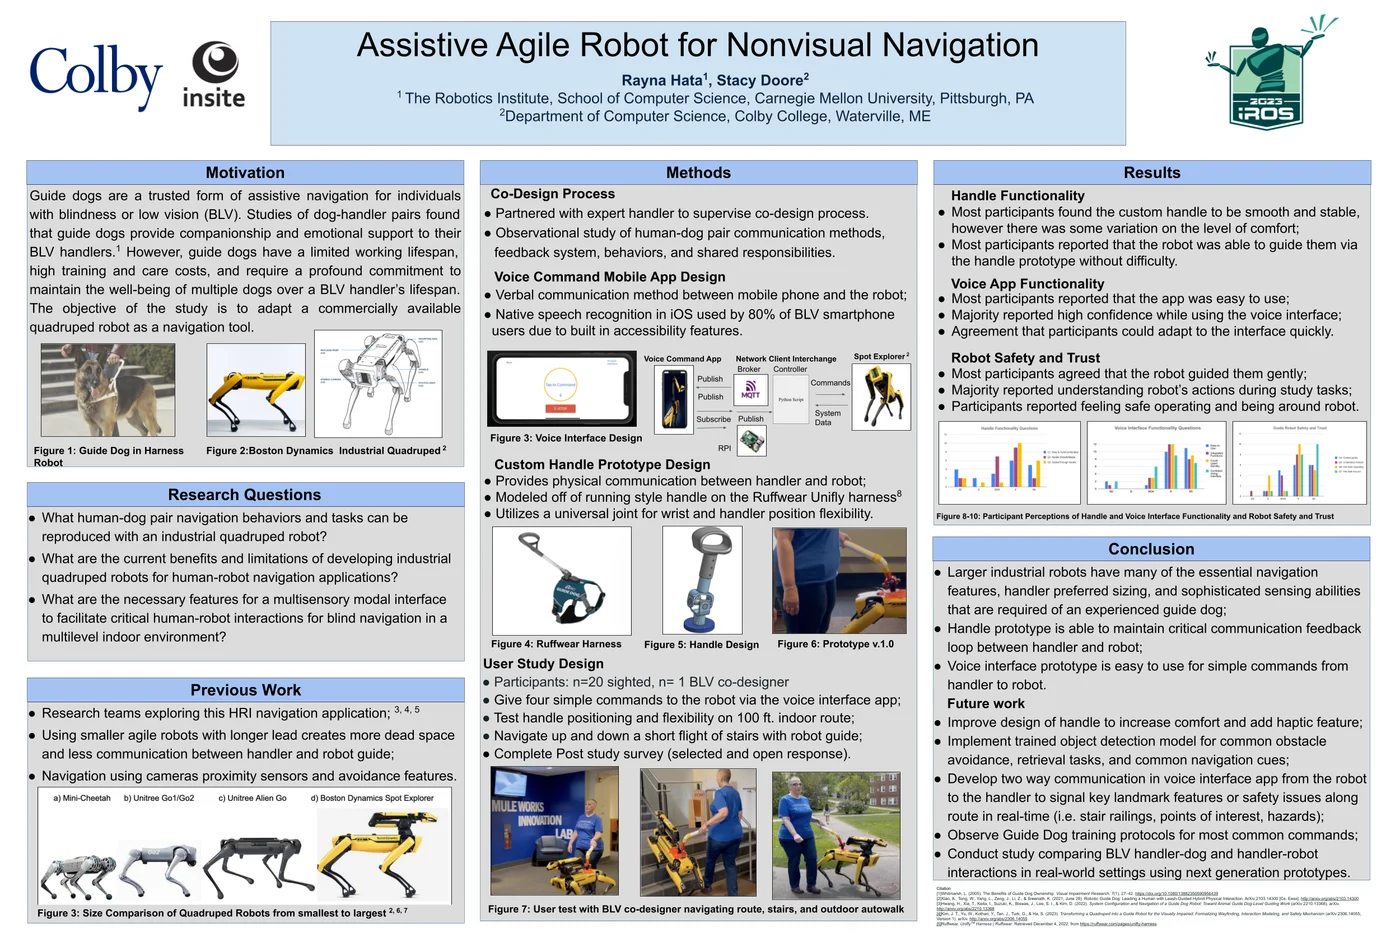 Colby
insite
Assistive Agile Robot for Nonvisual Navigation
Rayna Hata1, Stacy Doore2
1 The Robotics Institute, School of Computer Science, Carnegie Mellon University, Pittsburgh, PA
2Department of Computer Science, Colby College, Waterville, ME
2023
iROS
Motivation
Guide dogs are a trusted form of assistive navigation for individuals
with blindness or low vision (BLV). Studies of dog-handler pairs found
that guide dogs provide companionship and emotional support to their
BLV handlers.1 However, guide dogs have a limited working lifespan,
high training and care costs, and require a profound commitment to
maintain the well-being of multiple dogs over a BLV handler's lifespan.
The objective of the study is to adapt a commercially available
quadruped robot as a navigation tool.
Figure 1: Guide Dog in Harness
Figure 2:Boston Dynamics Industrial Quadruped 2
Robot
Research Questions
● What human-dog pair navigation behaviors and tasks can be
reproduced with an industrial quadruped robot?
● What are the current benefits and limitations of developing industrial
quadruped robots for human-robot navigation applications?
● What are the necessary features for a multisensory modal interface
to facilitate critical human-robot interactions for blind navigation in a
multilevel indoor environment?
Previous Work
● Research teams exploring this HRI navigation application; 3, 4, 5
● Using smaller agile robots with longer lead creates more dead space
and less communication between handler and robot guide;
● Navigation using cameras proximity sensors and avoidance features.
a) Mini-Cheetah b) Unitree Go1/Go2 c) Unitree Alien Go d) Boston Dynamics Spot Explorer
Figure 3: Size Comparison of Quadruped Robots from smallest to largest 2, 6, 7
Methods
Co-Design Process
● Partnered with expert handler to supervise co-design process.
● Observational study of human-dog pair communication methods,
feedback system, behaviors, and shared responsibilities.
Voice Command Mobile App Design
● Verbal communication method between mobile phone and the robot;
● Native speech recognition in iOS used by 80% of BLV smartphone
users due to built in accessibility features.
Tap to Command
Voice Command App
Network Client Interchange
Spot Explorer 2
Broker
Controller
Publish
Publish
Subscribe
MQTT
Publish
RPI
Python Script
Commands
System
Data
Figure 3: Voice Interface Design
Custom Handle Prototype Design
● Provides physical communication between handler and robot;
● Modeled off of running style handle on the Ruffwear Unifly harness8
● Utilizes a universal joint for wrist and handler position flexibility.
Figure 4: Ruffwear Harness
Figure 5: Handle Design
Figure 6: Prototype v.1.0
User Study Design
● Participants: n=20 sighted, n= 1 BLV co-designer
● Give four simple commands to the robot via the voice interface app;
● Test handle positioning and flexibility on 100 ft. indoor route;
● Navigate up and down a short flight of stairs with robot guide;
● Complete Post study survey (selected and open response).
MULE WORKS
INNOVATION
LAB
Figure 7: User test with BLV co-designer navigating route, stairs, and outdoor autowalk
Results
Handle Functionality
● Most participants found the custom handle to be smooth and stable,
however there was some variation on the level of comfort;
● Most participants reported that the robot was able to guide them via
the handle prototype without difficulty.
Voice App Functionality
● Most participants reported that the app was easy to use;
● Majority reported high confidence while using the voice interface;
● Agreement that participants could adapt to the interface quickly.
Robot Safety and Trust
● Most participants agreed that the robot guided them gently;
● Majority reported understanding robot's actions during study tasks;
● Participants reported feeling safe operating and being around robot.
Handle Functionality Questions
Voice Interface Functionality Questions
Guide Robot Safety and Trust
Figure 8-10: Participant Perceptions of Handle and Voice Interface Functionality and Robot Safety and Trust
Conclusion
● Larger industrial robots have many of the essential navigation
features, handler preferred sizing, and sophisticated sensing abilities
that are required of an experienced guide dog;
● Handle prototype is able to maintain critical communication feedback
loop between handler and robot;
● Voice interface prototype is easy to use for simple commands from
handler to robot.
Future work
● Improve design of handle to increase comfort and add haptic feature;
● Implement trained object detection model for common obstacle
avoidance, retrieval tasks, and common navigation cues;
● Develop two way communication in voice interface app from the robot
to the handler to signal key landmark features or safety issues along
route in real-time (i.e. stair railings, points of interest, hazards);
● Observe Guide Dog training protocols for most common commands;
● Conduct study comparing BLV handler-dog and handler-robot
interactions in real-world settings using next generation prototypes.
Citation